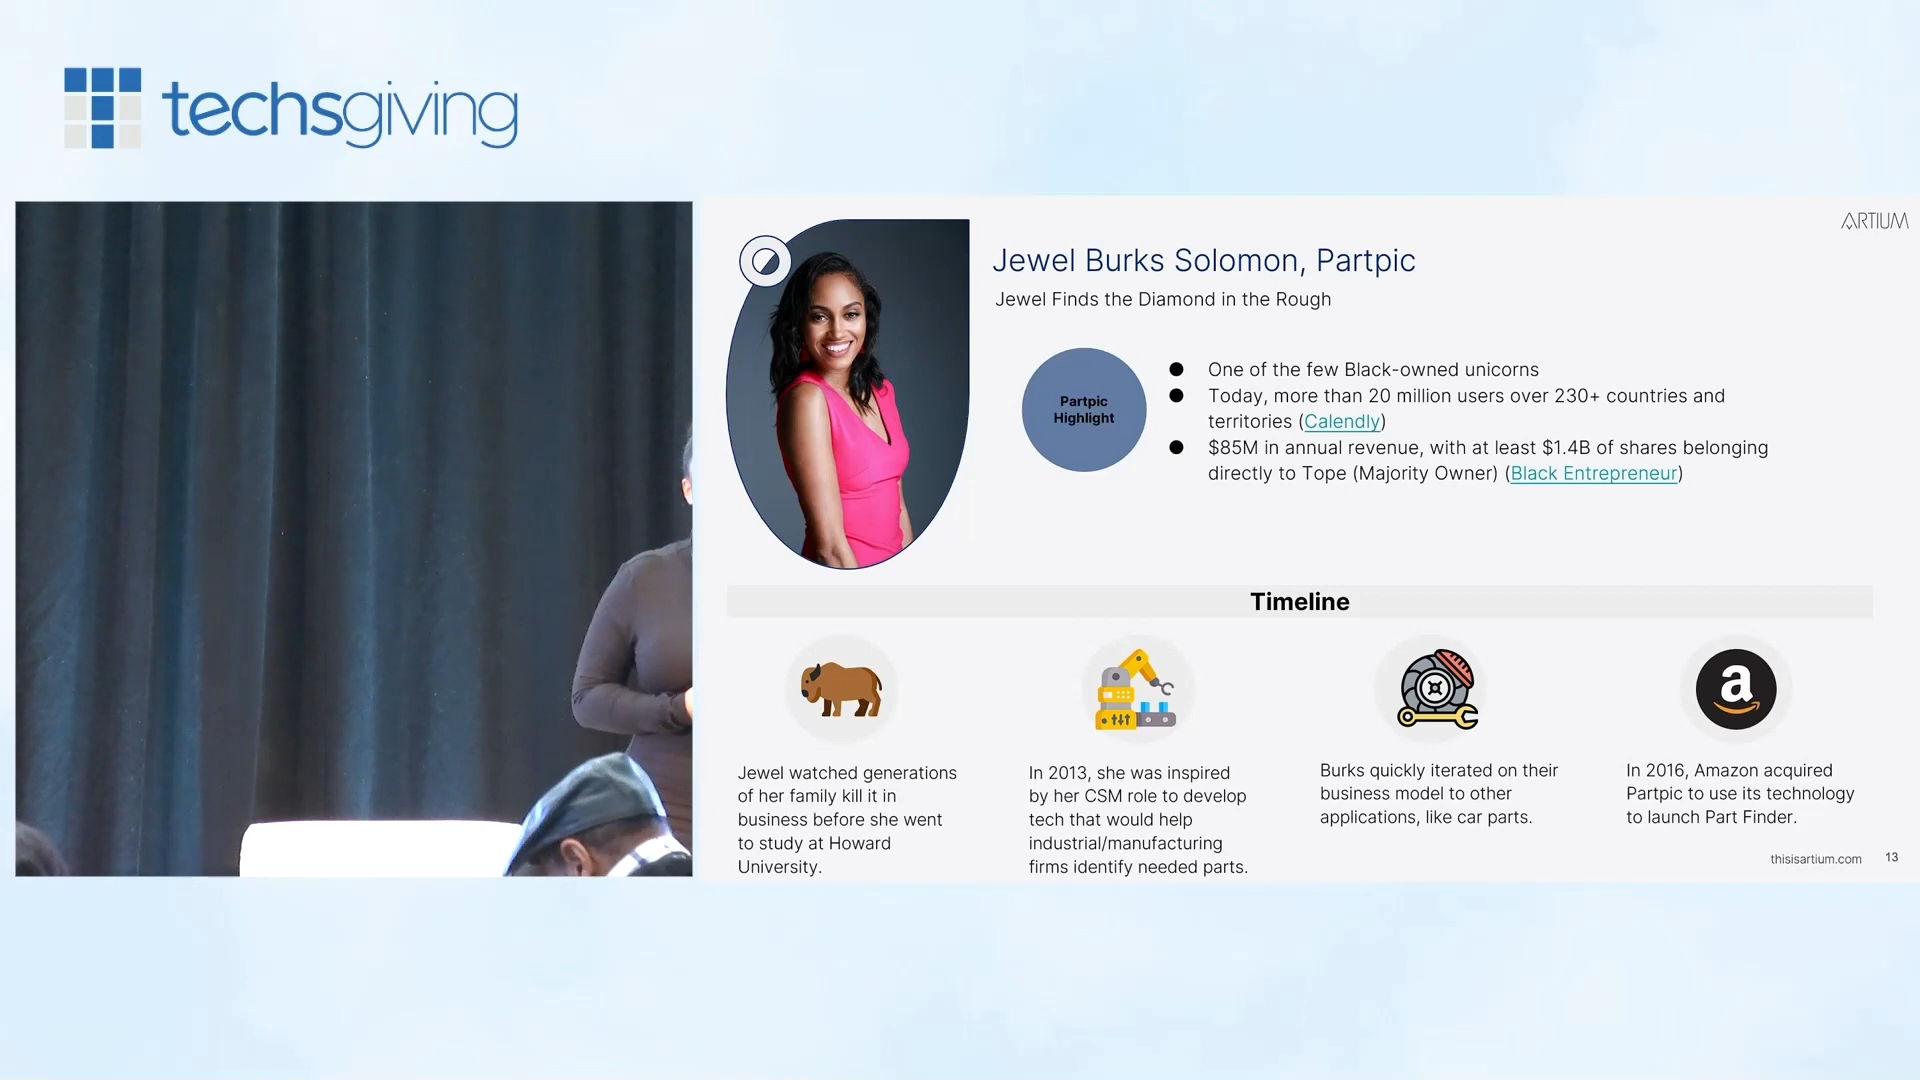 techsgiving
ARTIUM
Jewel Burks Solomon, Partpic
Jewel Finds the Diamond in the Rough
Partpic
Highlight
● One of the few Black-owned unicorns
● Today, more than 20 million users over 230+ countries and
territories (Calendly)
● $85M in annual revenue, with at least $1.4B of shares belonging
directly to Tope (Majority Owner) (Black Entrepreneur)
Timeline
a
Jewel watched generations
of her family kill it in
business before she went
to study at Howard
University.
In 2013, she was inspired
by her CSM role to develop
tech that would help
industrial/manufacturing
firms identify needed parts.
Burks quickly iterated on their
business model to other
applications, like car parts.
In 2016, Amazon acquired
Partpic to use its technology
to launch Part Finder.
thisisartium.com 13